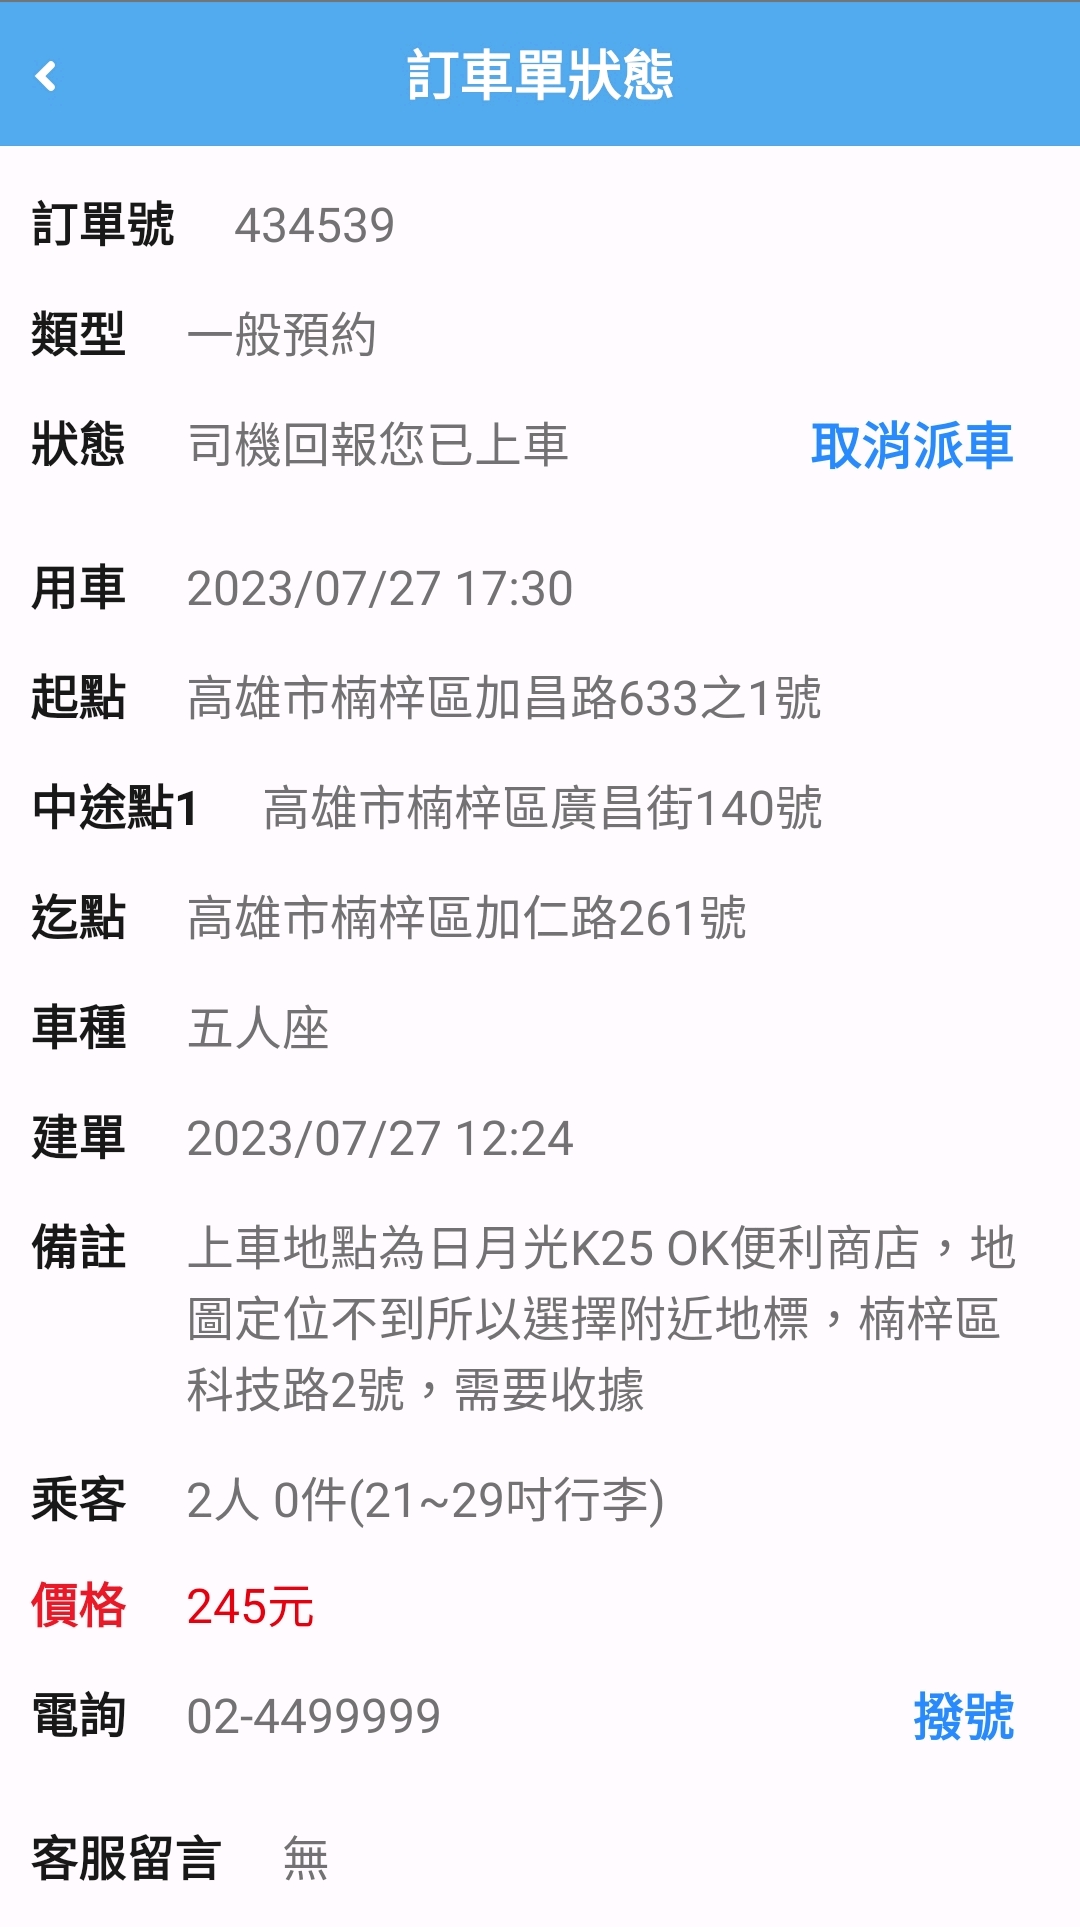 訂車單狀態
訂單號 434539
類型 一般預約
狀態 司機回報您已上車 取消派車
用車 2023/07/27 17:30
起點 高雄市楠梓區加昌路633之1號
中途點1 高雄市楠梓區廣昌街140號
迄點 高雄市楠梓區加仁路261號
車種 五人座
建單 2023/07/27 12:24
備註 上車地點為日月光K25 OK便利商店，地
圖定位不到所以選擇附近地標，楠梓區
科技路2號，需要收據
乘客 2人 0件(21~29吋行李)
價格 245元
電詢 02-4499999 撥號
客服留言 無